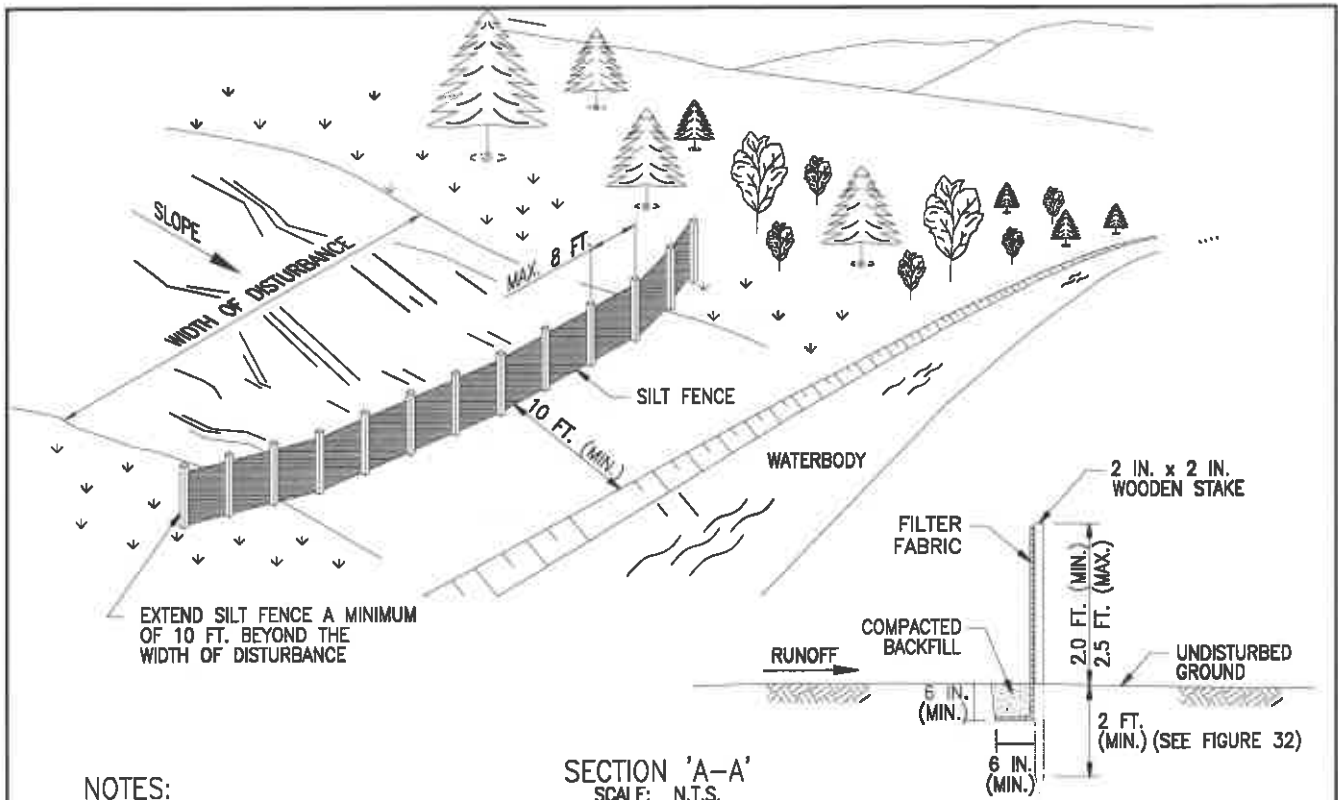 SLOPE
WIDTH OF DISTURBANCE
MAX. 8 FT.
SILT FENCE
10 FT. (MIN.)
WATERBODY
EXTEND SILT FENCE A MINIMUM
OF 10 FT. BEYOND THE
WIDTH OF DISTURBANCE
2 IN. x 2 IN.
WOODEN STAKE
FILTER
FABRIC
2.0 FT. (MIN.)
2.5 FT. (MAX.)
COMPACTED
BACKFILL
RUNOFF
UNDISTURBED
GROUND
6 IN.
(MIN.)
2 FT.
(MIN.) (SEE FIGURE 32)
6 IN.
(MIN.)
NOTES:
SECTION 'A-A'
SCALE: N.T.S.